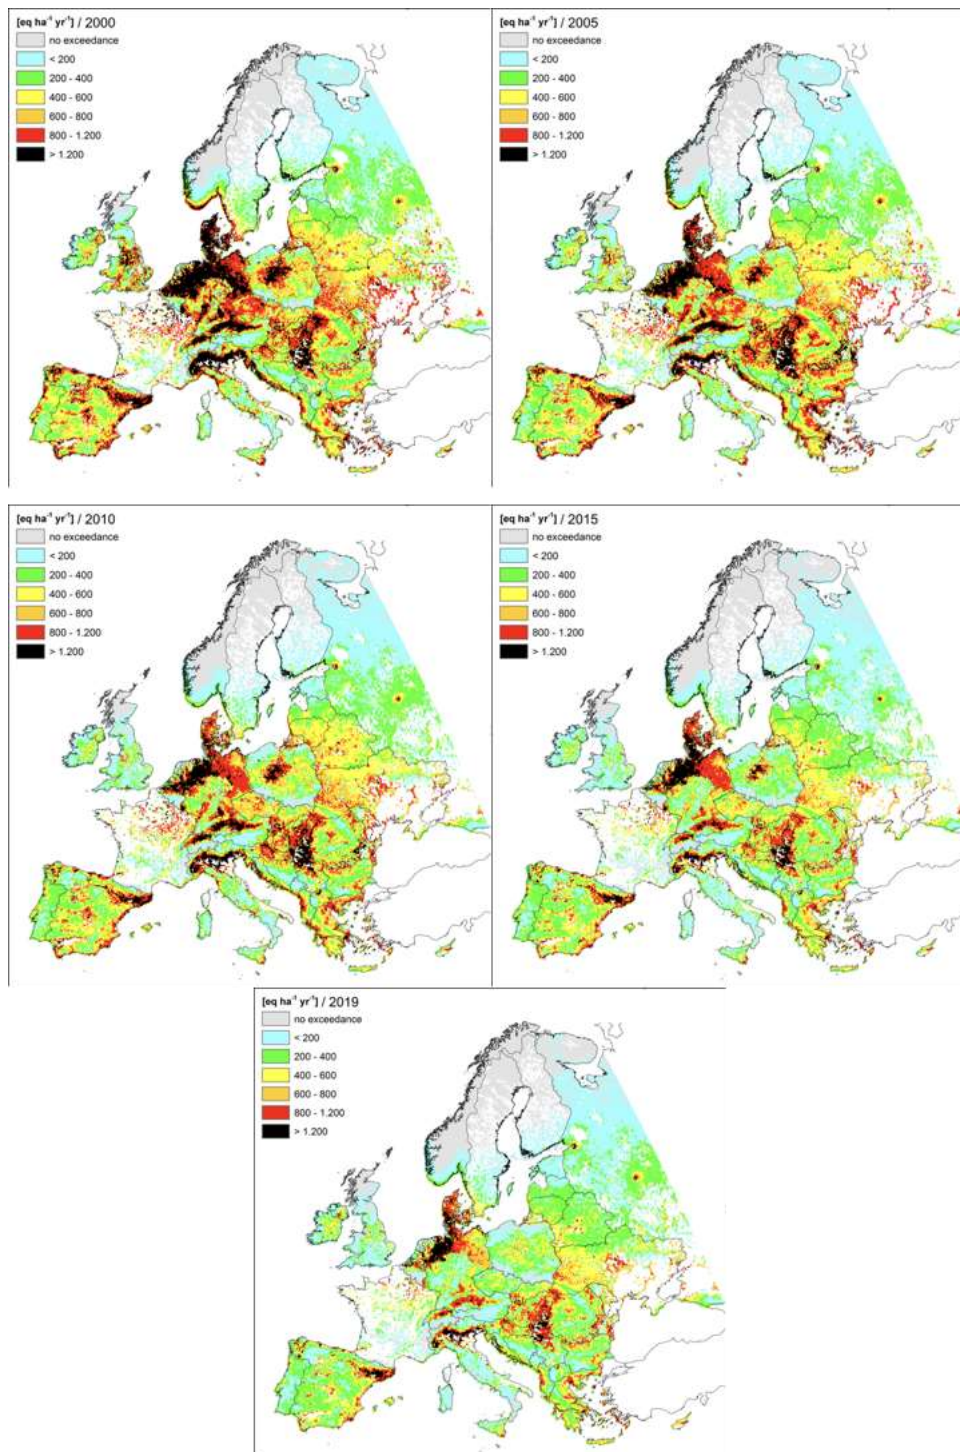 [eq ha⁻¹ yr⁻¹] / 2000
no exceedance
< 200
200 - 400
400 - 600
600 - 800
800 - 1.200
> 1.200
[eq ha⁻¹ yr⁻¹] / 2005
no exceedance
< 200
200 - 400
400 - 600
600 - 800
800 - 1.200
> 1.200
[eq ha⁻¹ yr⁻¹] / 2010
no exceedance
< 200
200 - 400
400 - 600
600 - 800
800 - 1.200
> 1.200
[eq ha⁻¹ yr⁻¹] / 2015
no exceedance
< 200
200 - 400
400 - 600
600 - 800
800 - 1.200
> 1.200
[eq ha⁻¹ yr⁻¹] / 2019
no exceedance
< 200
200 - 400
400 - 600
600 - 800
800 - 1.200
> 1.200